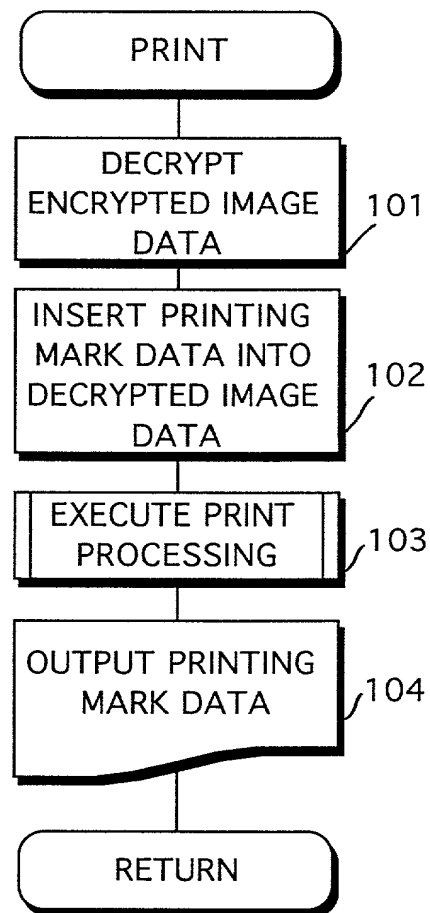 PRINT
DECRYPT
ENCRYPTED IMAGE
DATA
101
INSERT PRINTING
MARK DATA INTO
DECRYPTED IMAGE
DATA
102
EXECUTE PRINT
PROCESSING
103
OUTPUT PRINTING
MARK DATA
104
RETURN